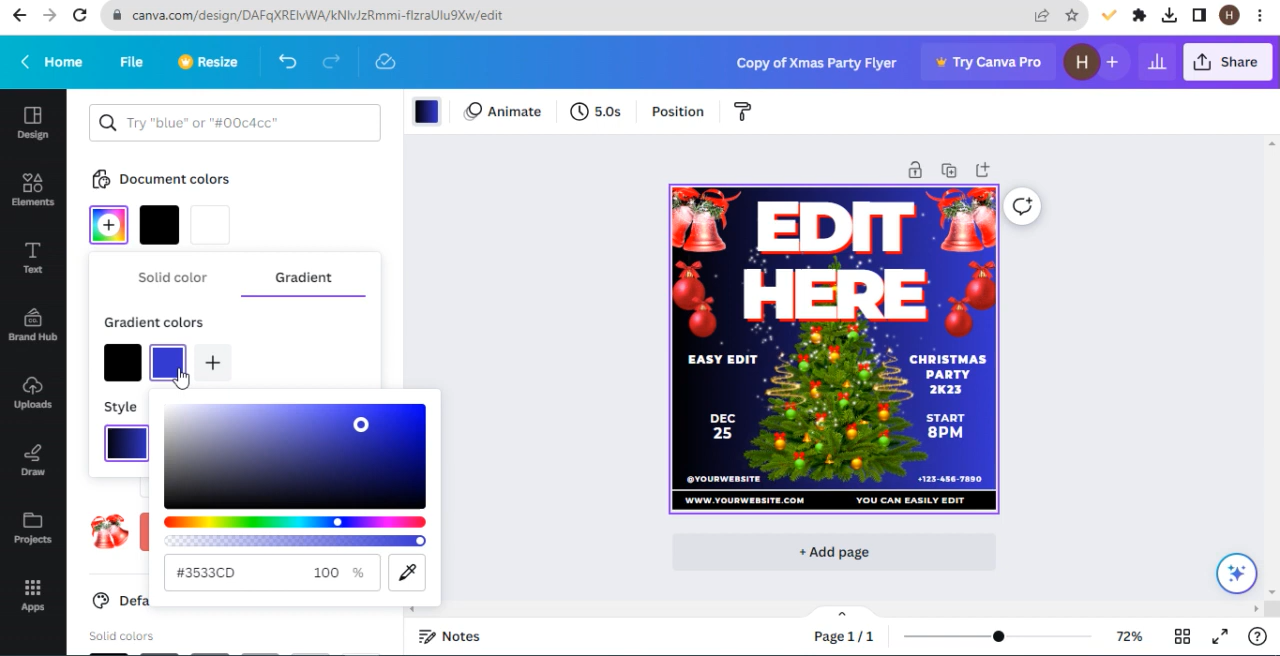 canva.com/design/DAFqXRElvWA/kNlvJzRmmi-flzraUlu9Xw/edit
H
Home
File
Resize
Copy of Xmas Party Flyer
H
Try Canva Pro
Share
Design
Elements
Text
Brand Hub
Uploads
Draw
Projects
Apps
Try "blue" or "#00c4cc"
Document colors
Solid color
Gradient
Gradient colors
Style
#3533CD
100 %
Defa
Solid colors
Animate
5.0s
Position
EDIT
HERE
EASY EDIT
CHRISTMAS
PARTY
2K23
DEC
25
START
8PM
@YOURWEBSITE
+123-456-7890
WWW.YOURWEBSITE.COM
YOU CAN EASILY EDIT
+ Add page
Notes
Page 1 / 1
72%